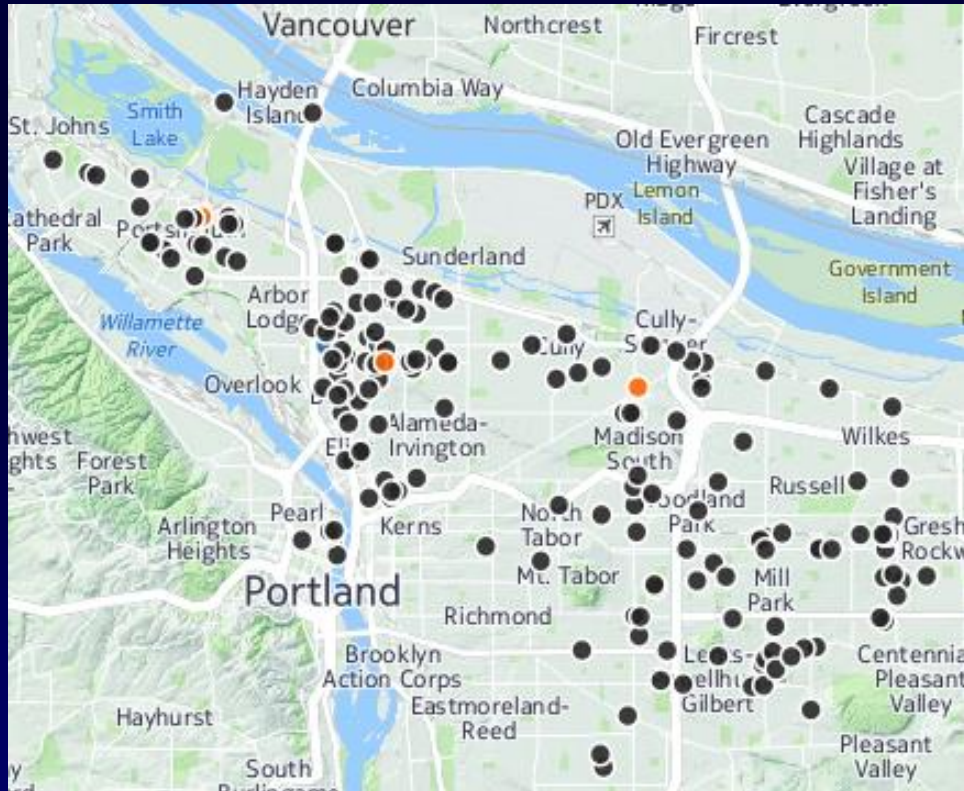 Vancouver
Northcrest
Fircrest
Hayden
Island
Columbia Way
Smith
Lake
St. Johns
Cascade
Highlands
Old Evergreen
Highway
Village at
Fisher's
Landing
Lemon
Island
PDX
Cathedral
Park
Sunderland
Government
Island
Arbor
Lodge
Willamette
River
Cully-
Cully
Overlook
Alameda-
Irvington
Madison
South
Wilkes
Forest
Park
Russell
Pearl
Arlington
Heights
Kerns
North
Tabor
Park
Mt. Tabor
Mill
Park
Portland
Richmond
Brooklyn
Action Corps
Gilbert
Eastmoreland-
Reed
Pleasant
Valley
Hayhurst
Pleasant
Valley
South